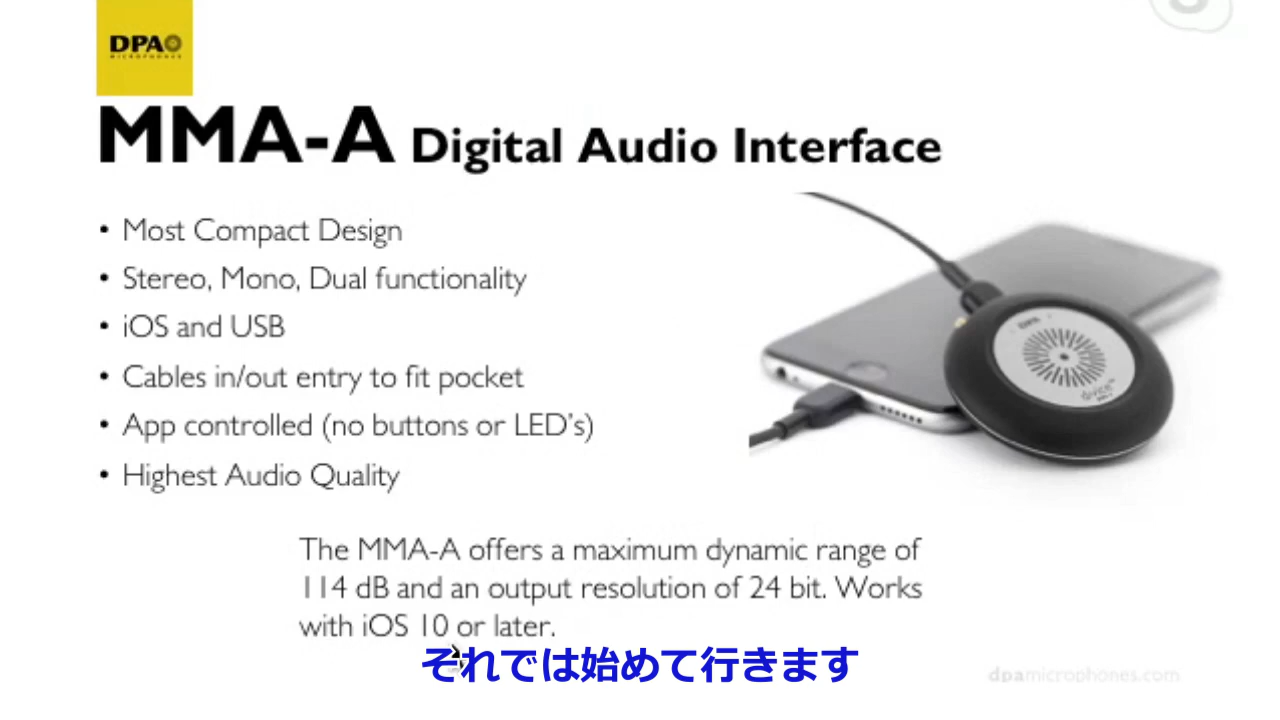 DPA
MICROPHONES
MMA-A Digital Audio Interface
• Most Compact Design
• Stereo, Mono, Dual functionality
• iOS and USB
• Cables in/out entry to fit pocket
• App controlled (no buttons or LED's)
• Highest Audio Quality
DPA
d:vice™
The MMA-A offers a maximum dynamic range of
114 dB and an output resolution of 24 bit. Works
with iOS 10 or later.
それでは始めて行きます
dpamicrophones.com